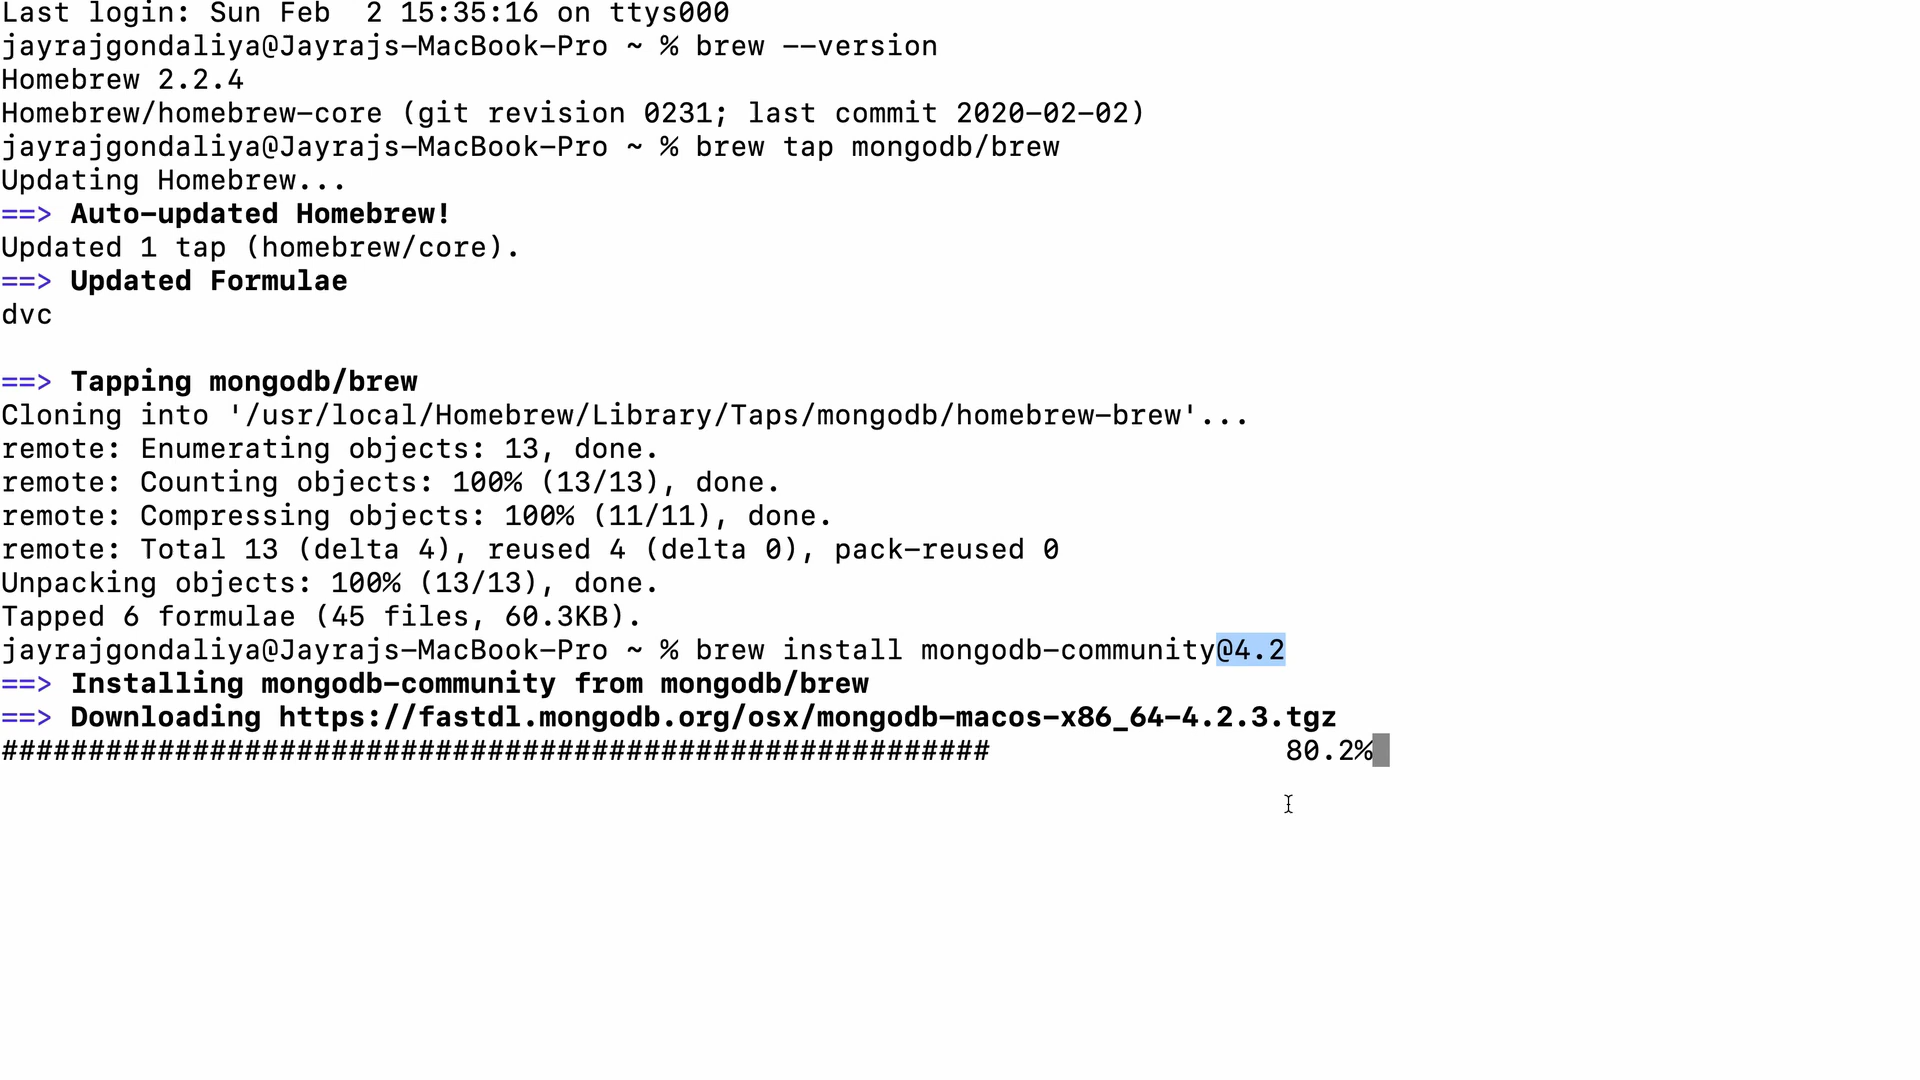 Last login: Sun Feb  2 15:35:16 on ttys000
jayrajgondaliya@Jayrajs-MacBook-Pro ~ % brew --version
Homebrew 2.2.4
Homebrew/homebrew-core (git revision 0231; last commit 2020-02-02)
jayrajgondaliya@Jayrajs-MacBook-Pro ~ % brew tap mongodb/brew
Updating Homebrew...
==> Auto-updated Homebrew!
Updated 1 tap (homebrew/core).
==> Updated Formulae
dvc
==> Tapping mongodb/brew
Cloning into '/usr/local/Homebrew/Library/Taps/mongodb/homebrew-brew'...
remote: Enumerating objects: 13, done.
remote: Counting objects: 100% (13/13), done.
remote: Compressing objects: 100% (11/11), done.
remote: Total 13 (delta 4), reused 4 (delta 0), pack-reused 0
Unpacking objects: 100% (13/13), done.
Tapped 6 formulae (45 files, 60.3KB).
jayrajgondaliya@Jayrajs-MacBook-Pro ~ % brew install mongodb-community@4.2
==> Installing mongodb-community from mongodb/brew
==> Downloading https://fastdl.mongodb.org/osx/mongodb-macos-x86_64-4.2.3.tgz
######################################################### 80.2%